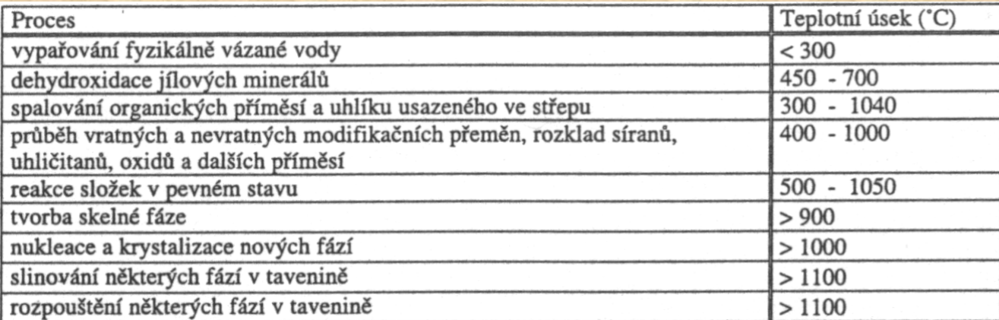 Proces Teplotní úsek (°C)
vypařování fyzikálně vázané vody < 300
dehydroxidace jílových minerálů 450 - 700
spalování organických příměsí a uhlíku usazeného ve střepu 300 - 1040
průběh vratných a nevratných modifikačních přeměn, rozklad síranů, 400 - 1000
uhličitanů, oxidů a dalších příměsí
reakce složek v pevném stavu 500 - 1050
tvorba skelné fáze > 900
nukleace a krystalizace nových fází > 1000
slinování některých fází v tavenině > 1100
rozpouštění některých fází v tavenině > 1100